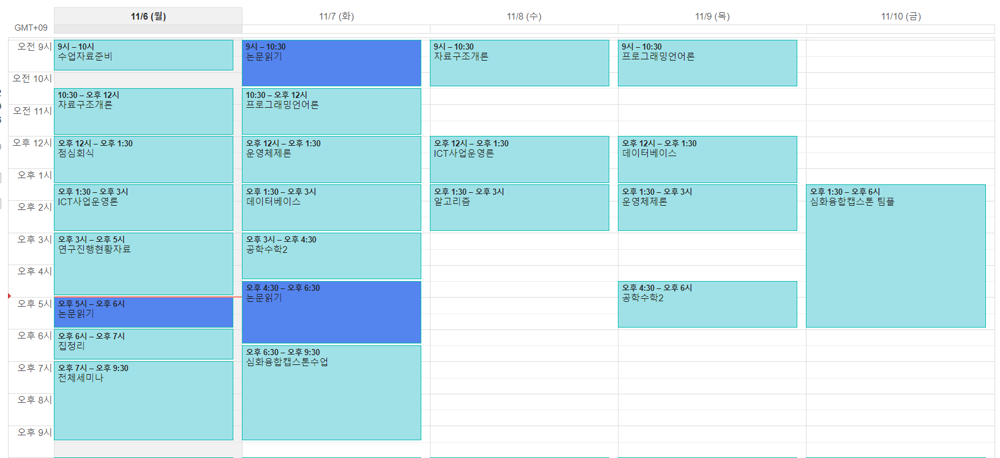 11/6 (월)
11/7 (화)
11/8 (수)
11/9 (목)
11/10 (금)
GMT+09
오전 9시
오전 10시
오전 11시
오후 12시
오후 1시
오후 2시
오후 3시
오후 4시
오후 5시
오후 6시
오후 7시
오후 8시
오후 9시
9시 – 10시
수업자료준비
10:30 – 오후 12시
자료구조개론
오후 12시 – 오후 1:30
점심회식
오후 1:30 – 오후 3시
ICT사업운영론
오후 3시 – 오후 5시
연구진행현황자료
오후 5시 – 오후 6시
논문읽기
오후 6시 – 오후 7시
집정리
오후 7시 – 오후 9:30
전체세미나
9시 – 10:30
논문읽기
10:30 – 오후 12시
프로그래밍언어론
오후 12시 – 오후 1:30
운영체제론
오후 1:30 – 오후 3시
데이터베이스
오후 3시 – 오후 4:30
공학수학2
오후 4:30 – 오후 6:30
논문읽기
오후 6:30 – 오후 9:30
심화융합캡스톤수업
9시 – 10:30
자료구조개론
오후 12시 – 오후 1:30
ICT사업운영론
오후 1:30 – 오후 3시
알고리즘
9시 – 10:30
프로그래밍언어론
오후 12시 – 오후 1:30
데이터베이스
오후 1:30 – 오후 3시
운영체제론
오후 4:30 – 오후 6시
공학수학2
오후 1:30 – 오후 6시
심화융합캡스톤 팀플